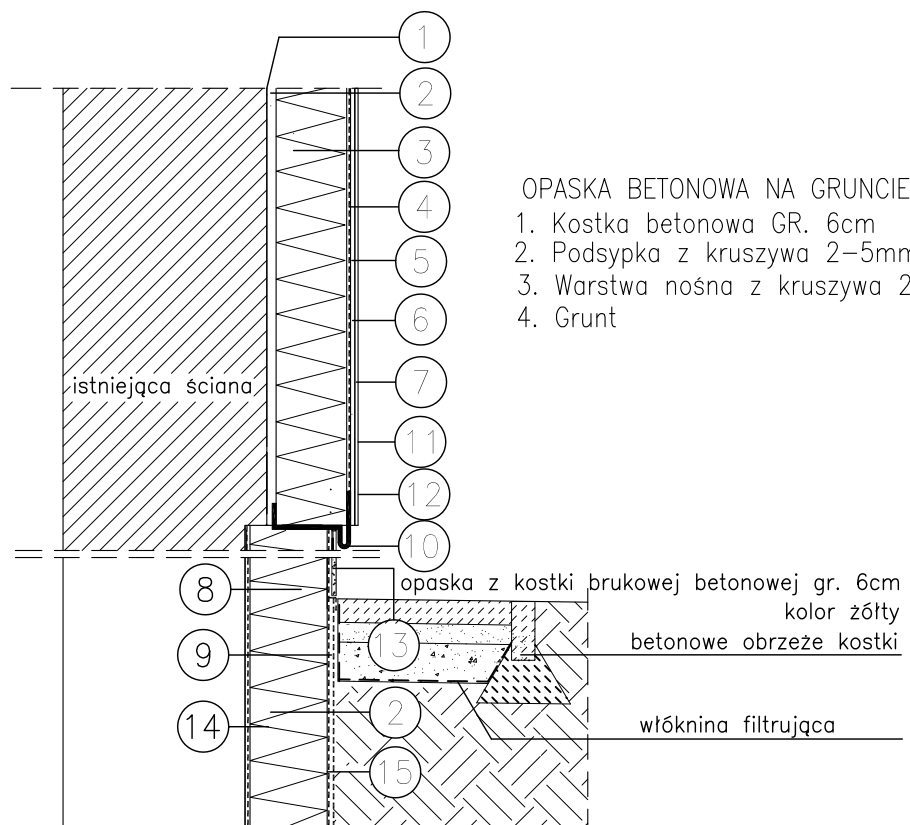 1
2
3
OPASKA BETONOWA NA GRUNCIE
1. Kostka betonowa GR. 6cm
4
2. Podsypka z kruszywa 2-5mm
5
3. Warstwa nośna z kruszywa 2
4. Grunt
6
istniejąca ściana
7
11
12
10
8
opaska z kostki brukowej betonowej gr. 6cm
kolor żółty
9
13
betonowe obrzeże kostki
14
2
włóknina filtrująca
15